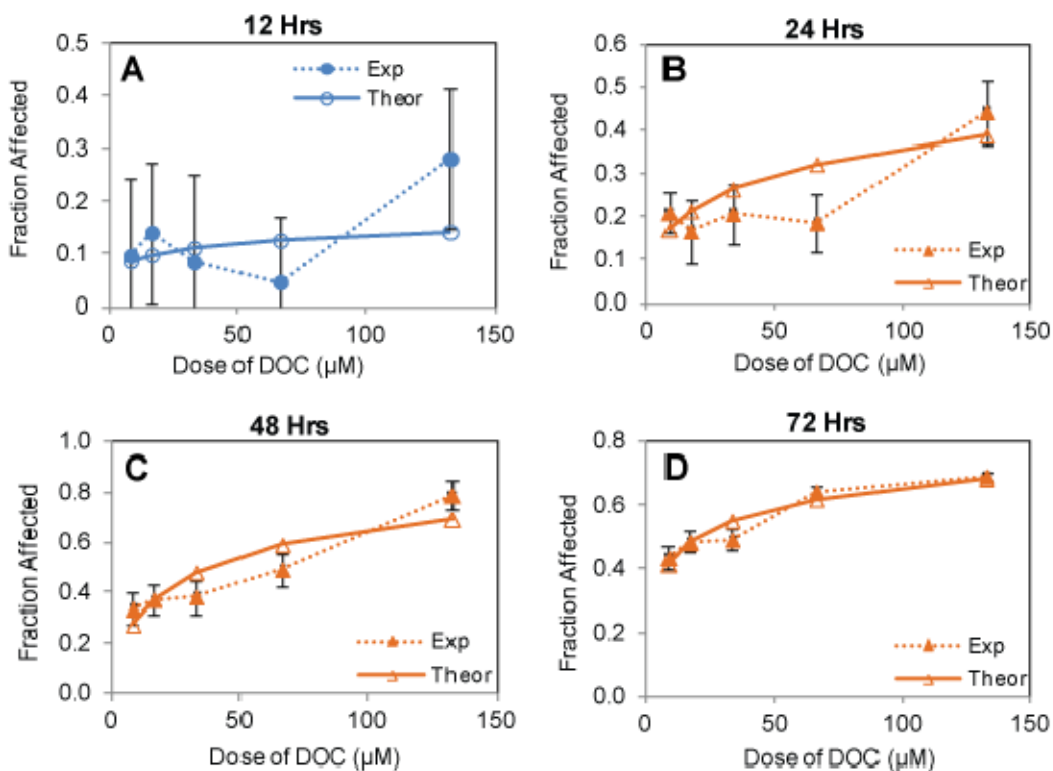 12 Hrs
A
Exp
Theor
Fraction Affected
0.5
0.4
0.3
0.2
0.1
0
0 50 100 150
Dose of DOC (µM)
24 Hrs
B
Exp
Theor
Fraction Affected
0.6
0.5
0.4
0.3
0.2
0.1
0.0
0 50 100 150
Dose of DOC (µM)
48 Hrs
C
Exp
Theor
Fraction Affected
1.0
0.8
0.6
0.4
0.2
0.0
0 50 100 150
Dose of DOC (µM)
72 Hrs
D
Exp
Theor
Fraction Affected
0.8
0.6
0.4
0.2
0.0
0 50 100 150
Dose of DOC (µM)